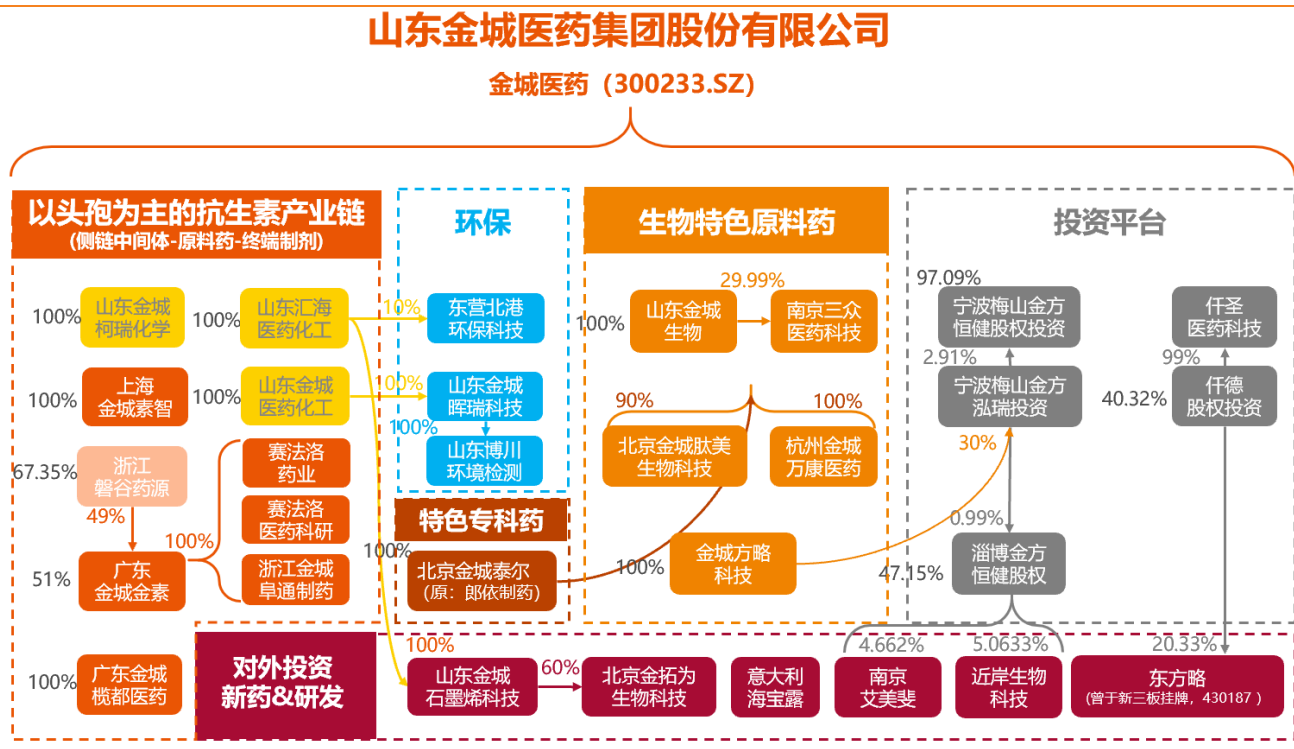 山东金城医药集团股份有限公司
金城医药（300233.SZ）
以头孢为主的抗生素产业链
(侧链中间体-原料药-终端制剂)
100%
山东金城
柯瑞化学
100%
山东汇海
医药化工
100%
上海
金城素智
100%
山东金城
医药化工
67.35%
浙江
磐谷药源
49%
51%
广东
金城金素
100%
赛法洛
药业
赛法洛
医药科研
浙江金城
阜通制药
100%
广东金城
榄都医药
环保
10%
东营北港
环保科技
100%
山东金城
晖瑞科技
100%
山东博川
环境检测
特色专科药
100%
北京金城泰尔
(原：郎依制药)
生物特色原料药
100%
山东金城
生物
29.99%
南京三众
医药科技
90%
北京金城肽美
生物科技
100%
杭州金城
万康医药
100%
金城方略
科技
30%
投资平台
97.09%
宁波梅山金方
恒健股权投资
2.91%
宁波梅山金方
泓瑞投资
0.99%
47.15%
淄博金方
恒健股权
仟圣
医药科技
99%
40.32%
仟德
股权投资
对外投资
新药&研发
100%
山东金城
石墨烯科技
60%
北京金拓为
生物科技
意大利
海宝露
4.662%
南京
艾美斐
5.0633%
近岸生物
科技
20.33%
东方略
(曾于新三板挂牌，430187 ）